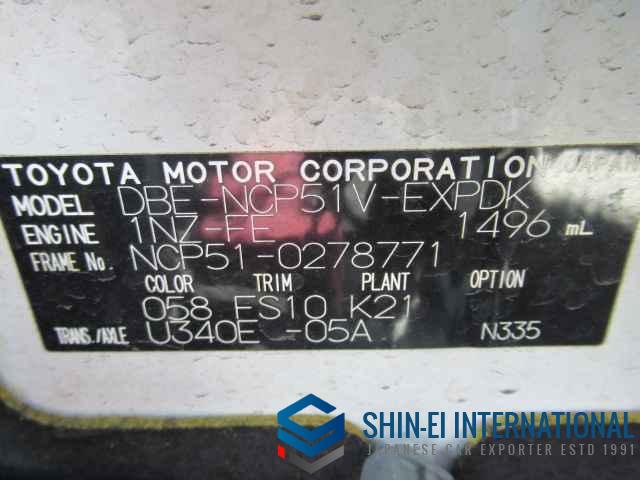 TOYOTA MOTOR CORPORATION JAPAN
MODEL DBE-NCP51V-EXPDK
ENGINE 1NZ-FE 1496 mL
FRAME No. NCP51-0278771
COLOR TRIM PLANT OPTION
058 ES10 K21
TRANS./AXLE U340E -05A N335
SHIN-EI INTERNATIONAL
JAPANESE CAR EXPORTER ESTD 1991